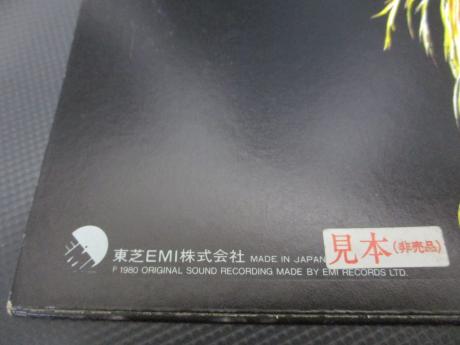 東芝EMI株式会社 MADE IN JAPAN
見本(非売品)
℗ 1980 ORIGINAL SOUND RECORDING MADE BY EMI RECORDS LTD.